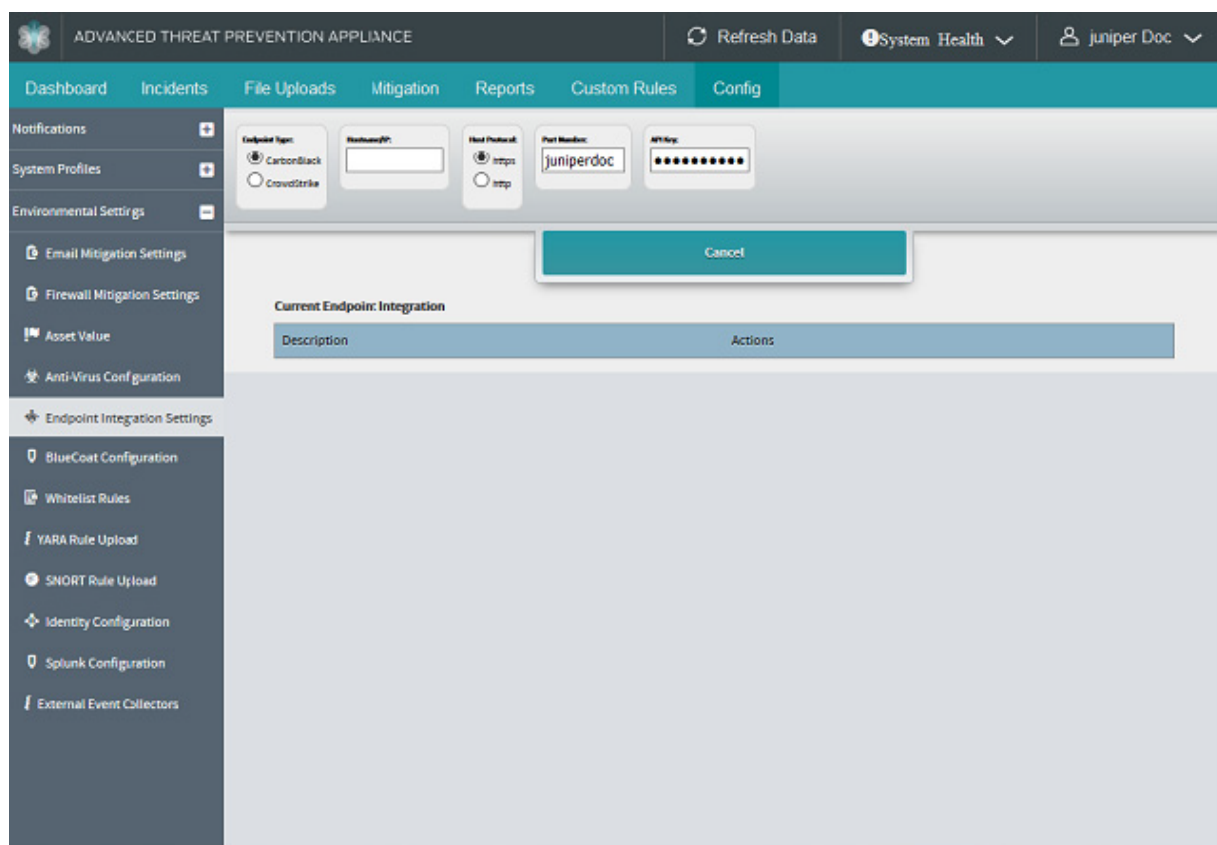 ADVANCED THREAT PREVENTION APPLIANCE
Refresh Data
System Health
juniper Doc
Dashboard Incidents File Uploads Mitigation Reports Custom Rules Config
Notifications
System Profiles
Environmental Settings
Email Mitigation Settings
Firewall Mitigation Settings
Asset Value
Anti-Virus Configuration
Endpoint Integration Settings
BlueCoat Configuration
Whitelist Rules
YARA Rule Upload
SNORT Rule Upload
Identity Configuration
Splunk Configuration
External Event Collectors
Endpoint Type:
CarbonBlack
CrowdStrike
Hostname/IP:
Host Protocol:
https
http
Port Number:
juniperdoc
API Key:
••••••••••
Cancel
Current Endpoint Integration
Description Actions